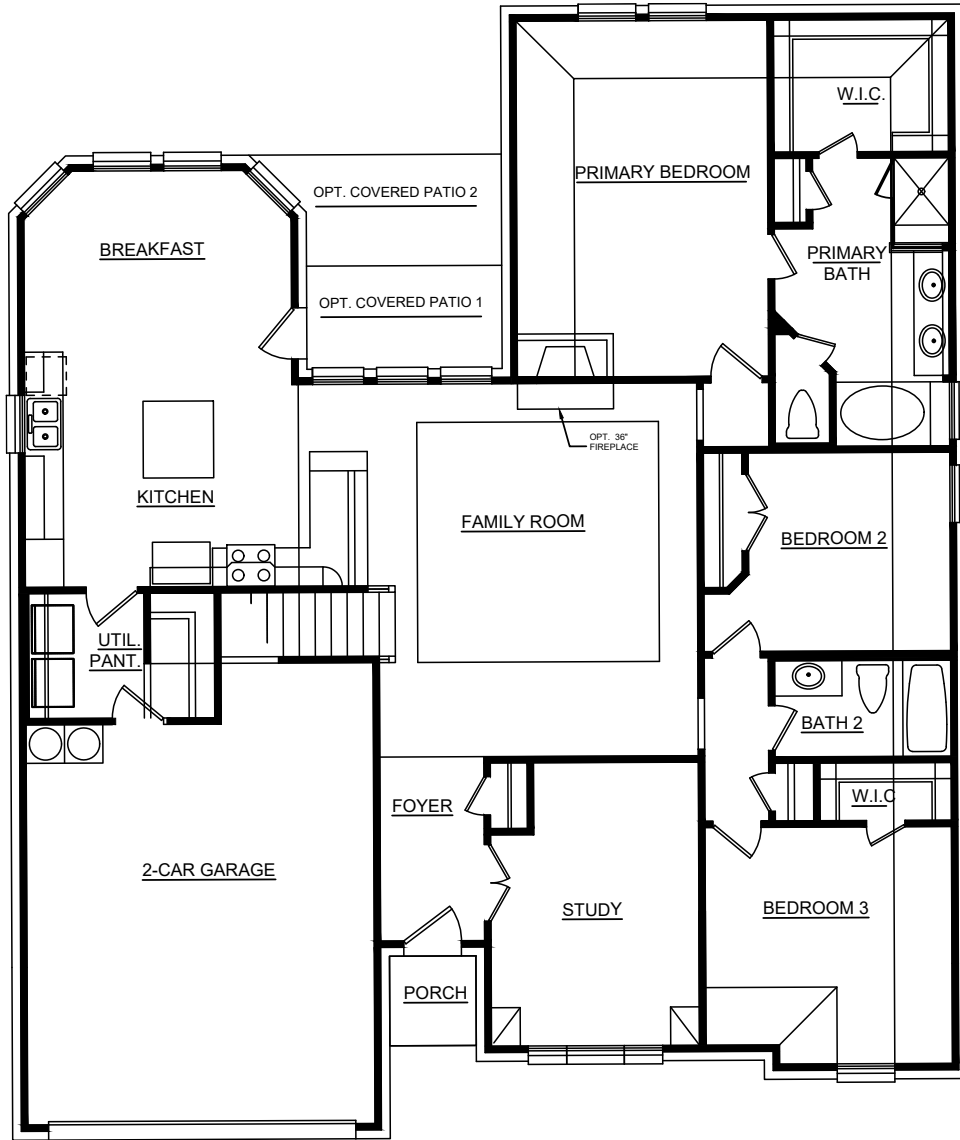 W.I.C.
PRIMARY BEDROOM
OPT. COVERED PATIO 2
BREAKFAST
PRIMARY
BATH
OPT. COVERED PATIO 1
OPT. 36"
FIREPLACE
KITCHEN
FAMILY ROOM
BEDROOM 2
UTIL.
PANT.
BATH 2
FOYER
W.I.C
2-CAR GARAGE
STUDY
BEDROOM 3
PORCH